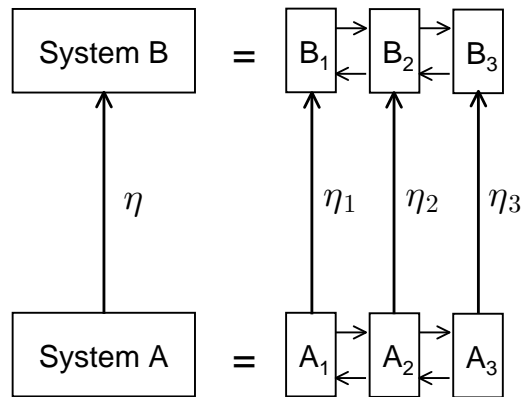 System B = B₁ B₂ B₃
η η₁ η₂ η₃
System A = A₁ A₂ A₃